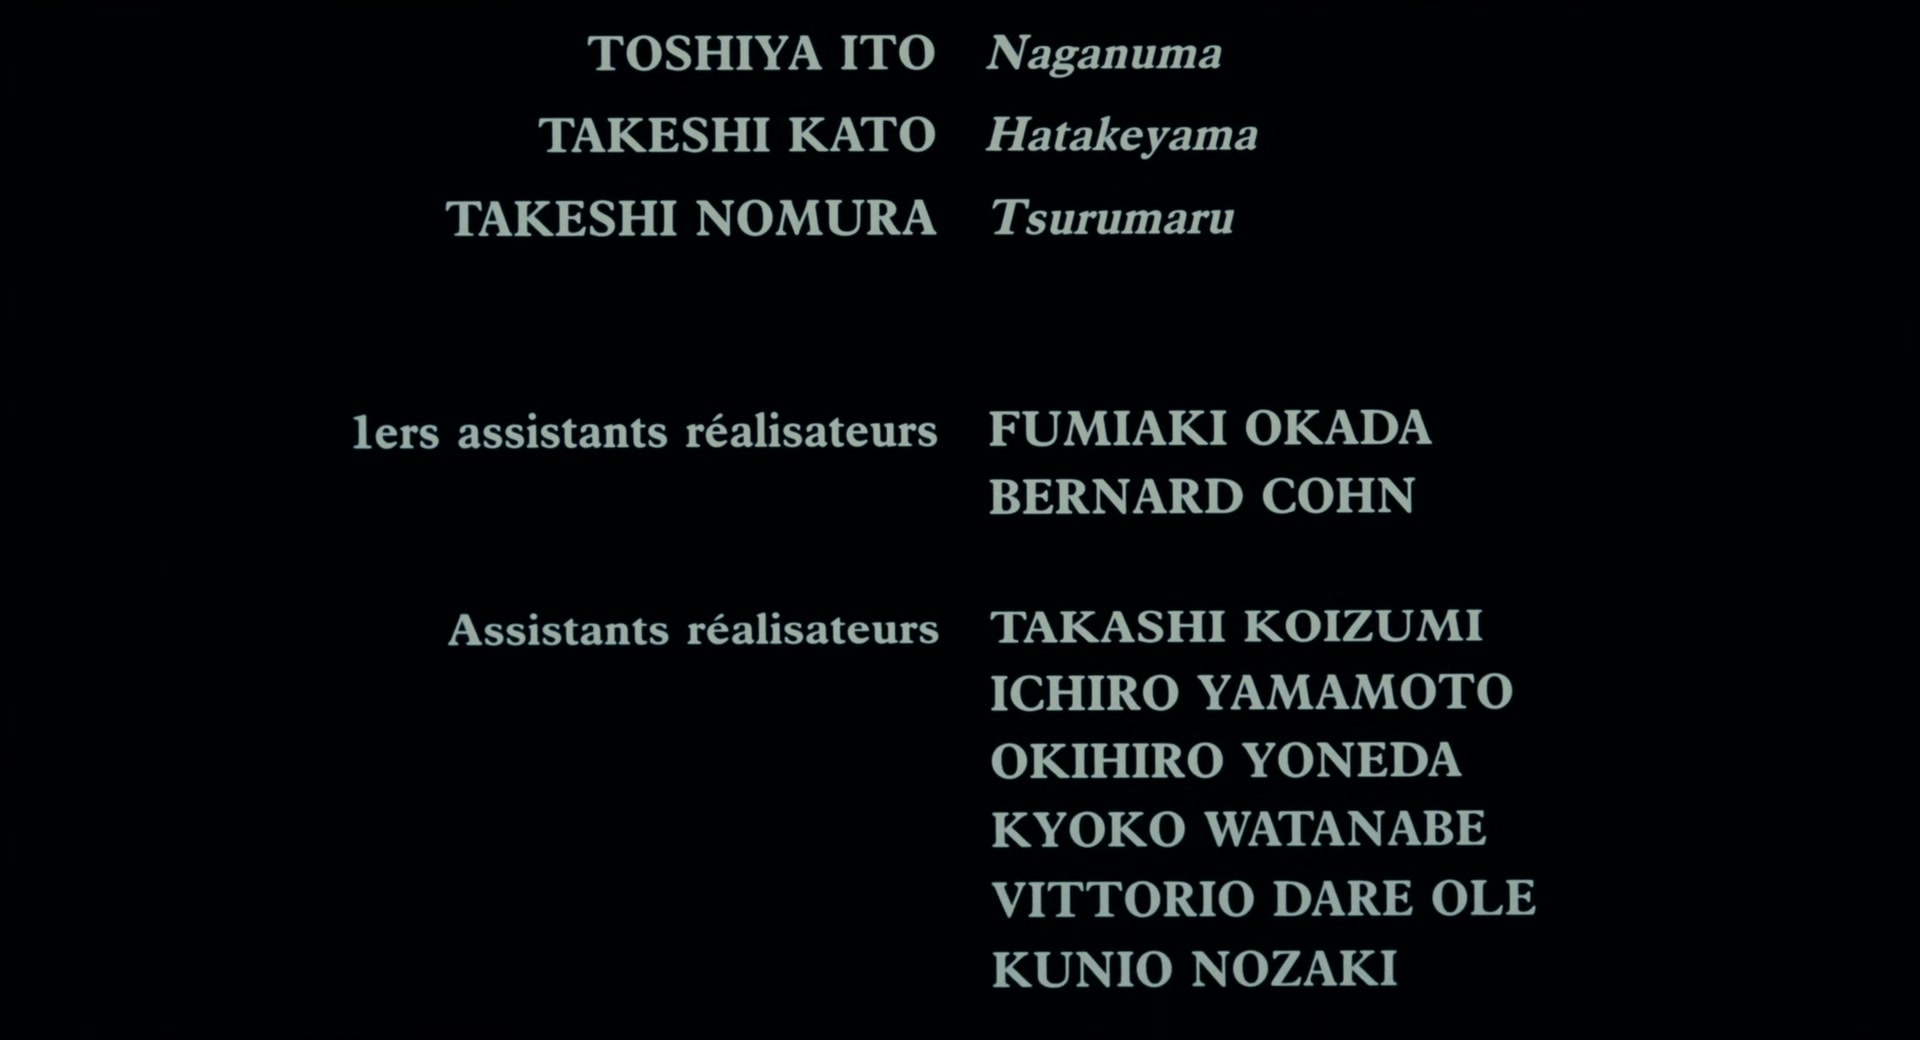 TOSHIYA ITO Naganuma
TAKESHI KATO Hatakeyama
TAKESHI NOMURA Tsurumaru
1ers assistants réalisateurs FUMIAKI OKADA
BERNARD COHN
Assistants réalisateurs TAKASHI KOIZUMI
ICHIRO YAMAMOTO
OKIHIRO YONEDA
KYOKO WATANABE
VITTORIO DARE OLE
KUNIO NOZAKI